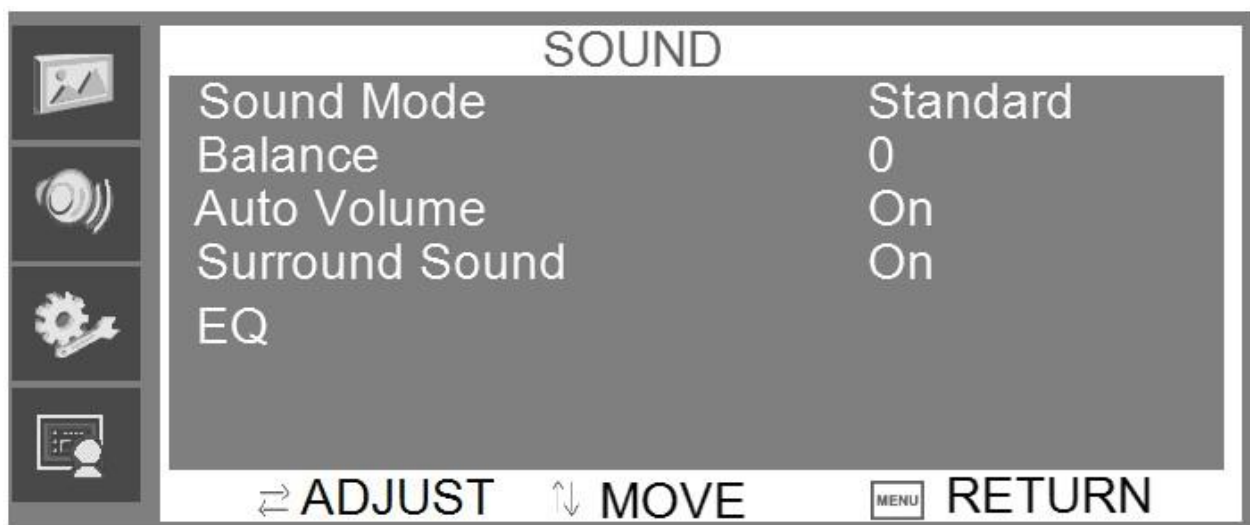 SOUND
Sound Mode Standard
Balance 0
Auto Volume On
Surround Sound On
EQ
⇄ ADJUST ↑↓ MOVE MENU RETURN